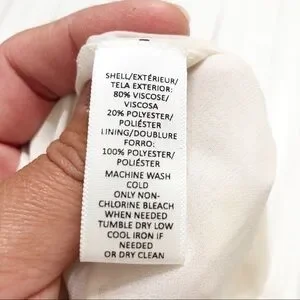 SHELL/EXTÉRIEUR/
TELA EXTERIOR:
80% VISCOSE/
VISCOSA
20% POLYESTER/
POLIÉSTER
LINING/DOUBLURE
FORRO:
100% POLYESTER/
POLIÉSTER
MACHINE WASH
COLD
ONLY NON-
CHLORINE BLEACH
WHEN NEEDED
TUMBLE DRY LOW
COOL IRON IF
NEEDED
OR DRY CLEAN